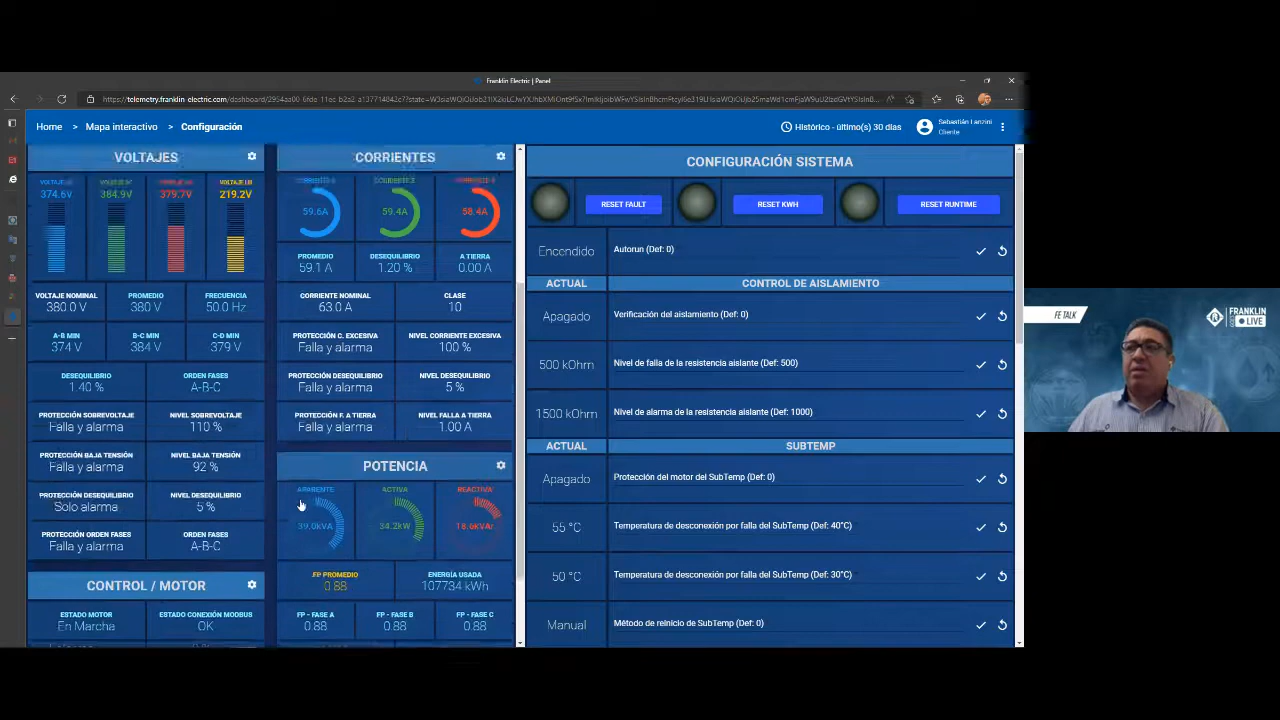 Franklin Electric | Panel
Home > Mapa interactivo > Configuración
Histórico - último(s) 30 dias
Sebastián Lanzini
Cliente
VOLTAJES
374.6V 384.9V 379.7V 219.2V
VOLTAJE NOMINAL PROMEDIO FRECUENCIA
380.0 V 380 V 50.0 Hz
A-B MIN B-C MIN C-D MIN
374 V 384 V 379 V
DESEQUILIBRIO ORDEN FASES
1.40 % A-B-C
PROTECCIÓN SOBREVOLTAJE NIVEL SOBREVOLTAJE
Falla y alarma 110 %
PROTECCIÓN BAJA TENSIÓN NIVEL BAJA TENSIÓN
Falla y alarma 92 %
PROTECCIÓN DESEQUILIBRIO NIVEL DESEQUILIBRIO
Solo alarma 5 %
PROTECCIÓN ORDEN FASES ORDEN FASES
Falla y alarma A-B-C
CONTROL / MOTOR
ESTADO MOTOR ESTADO CONEXIÓN MODBUS
En Marcha OK
CORRIENTES
59.6A 59.4A 58.4A
PROMEDIO DESEQUILIBRIO A TIERRA
59.1 A 1.20 % 0.00 A
CORRIENTE NOMINAL CLASE
63.0 A 10
PROTECCIÓN C. EXCESIVA NIVEL CORRIENTE EXCESIVA
Falla y alarma 100 %
PROTECCIÓN DESEQUILIBRIO NIVEL DESEQUILIBRIO
Falla y alarma 5 %
PROTECCIÓN F. A TIERRA NIVEL FALLA A TIERRA
Falla y alarma 1.00 A
POTENCIA
APARENTE ACTIVA REACTIVA
39.0kVA 34.2kW 18.6kVAr
FP PROMEDIO ENERGÍA USADA
0.88 107734 kWh
FP - FASE A FP - FASE B FP - FASE C
0.88 0.88 0.88
CONFIGURACIÓN SISTEMA
RESET FAULT RESET KWH RESET RUNTIME
Encendido Autorun (Def: 0)
ACTUAL CONTROL DE AISLAMIENTO
Apagado Verificación del aislamiento (Def: 0)
500 kOhm Nivel de falla de la resistencia aislante (Def: 500)
1500 kOhm Nivel de alarma de la resistencia aislante (Def: 1000)
ACTUAL SUBTEMP
Apagado Protección del motor del SubTemp (Def: 0)
55 °C Temperatura de desconexión por falla del SubTemp (Def: 40°C)
50 °C Temperatura de desconexión por falla del SubTemp (Def: 30°C)
Manual Método de reinicio de SubTemp (Def: 0)
FE TALK
FRANKLIN
LIVE